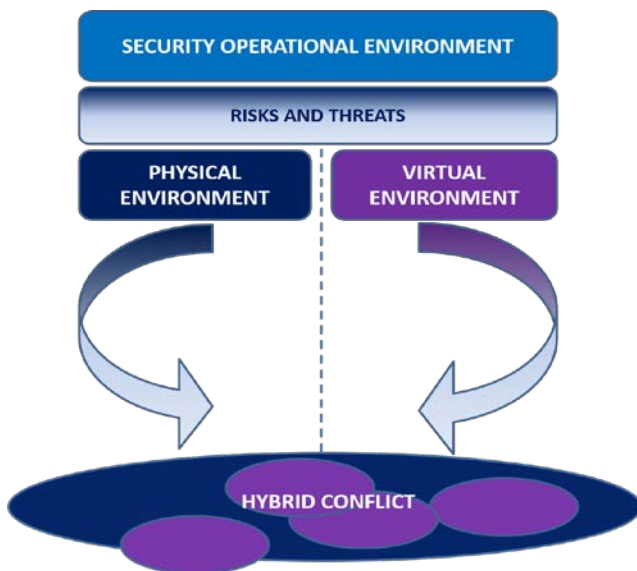 SECURITY OPERATIONAL ENVIRONMENT
RISKS AND THREATS
PHYSICAL
ENVIRONMENT
VIRTUAL
ENVIRONMENT
HYBRID CONFLICT